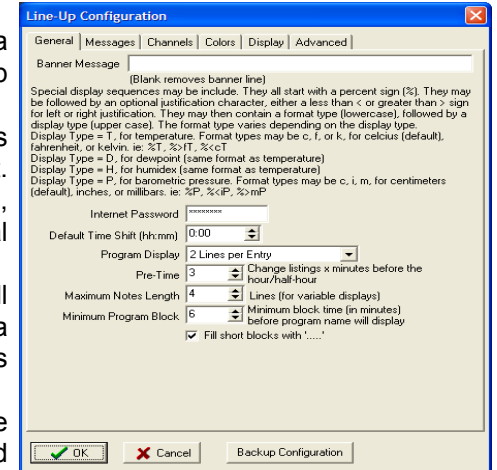 Line-Up Configuration
General Messages Channels Colors Display Advanced
Banner Message
(Blank removes banner line)
Special display sequences may be include. They all start with a percent sign (%). They may
be followed by an optional justification character, either a less than < or greater than > sign
for left or right justification. They may then contain a format type (lowercase), followed by a
display type (upper case). The format type varies depending on the display type.
Display Type = T, for temperature. Format types may be c, f, or k, for celcius (default),
fahrenheit, or kelvin. ie: %T, %>fT, %<cT
Display Type = D, for dewpoint (same format as temperature)
Display Type = H, for humidex (same format as temperature)
Display Type = P, for barometric pressure. Format types may be c, i, m, for centimeters
(default), inches, or millibars. ie: %P, %<iP, %>mP
Internet Password ********
Default Time Shift (hh:mm) 0:00
Program Display 2 Lines per Entry
Pre-Time 3 Change listings x minutes before the
hour/half-hour
Maximum Notes Length 4 Lines (for variable displays)
Minimum Program Block 6 Minimum block time (in minutes)
before program name will display
Fill short blocks with '.....'
OK Cancel Backup Configuration